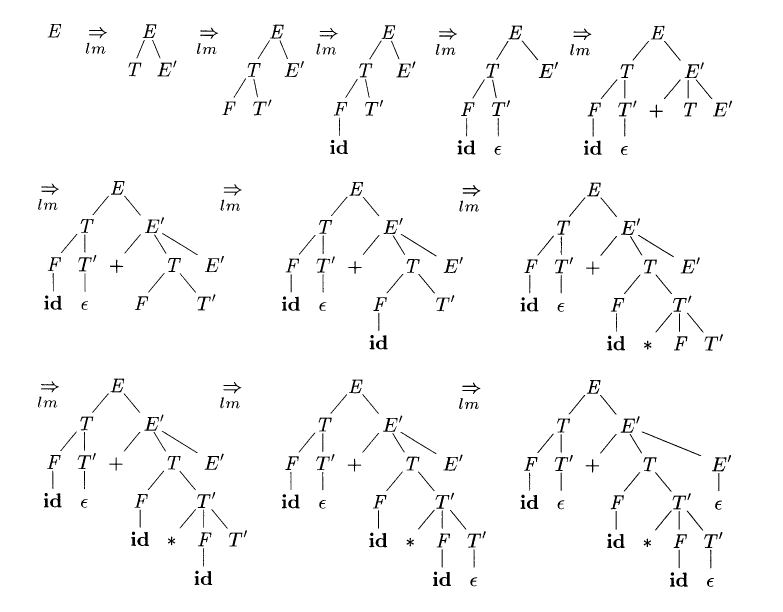 E ⇒ E ⇒ E ⇒ E ⇒ E ⇒ E
lm lm lm lm lm
T E′ T E′ T E′ T E′ T E′
F T′ F T′ F T′ F T′ + T E′
id id ϵ id ϵ
⇒ E ⇒ E ⇒ E
lm lm lm
T E′ T E′ T E′
F T′ + T E′ F T′ + T E′ F T′ + T E′
id ϵ F T′ id ϵ F T′ id ϵ F T′
id id * F T′
⇒ E ⇒ E ⇒ E
lm lm lm
T E′ T E′ T E′
F T′ + T E′ F T′ + T E′ F T′ + T E′
id ϵ F T′ id ϵ F T′ id ϵ F T′ ϵ
id * F T′ id * F T′ id * F T′
id id ϵ id ϵ